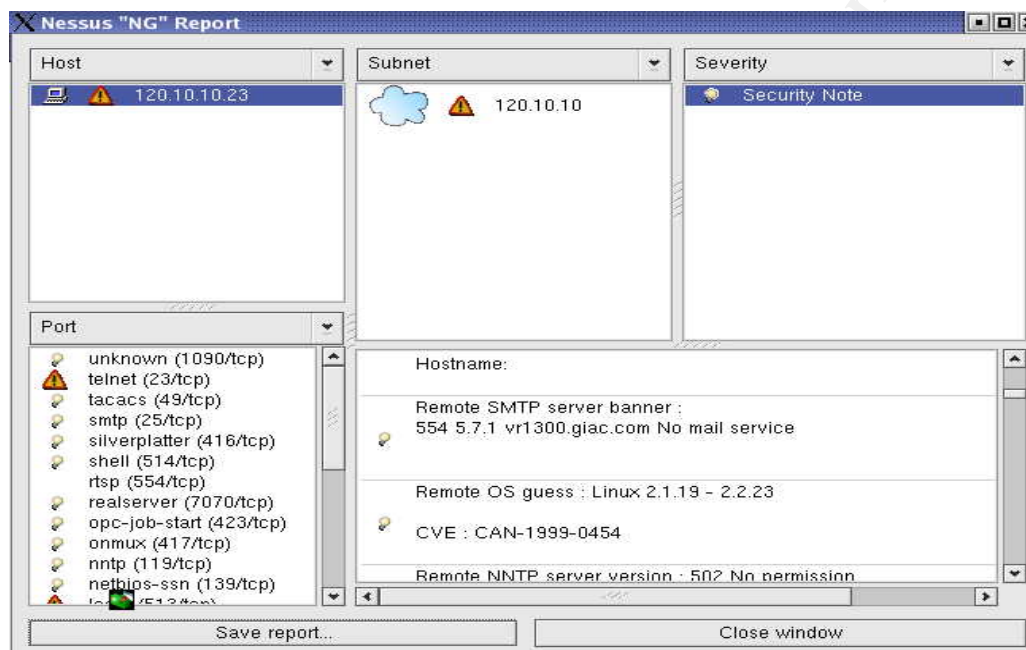 Nessus "NG" Report
Host
120.10.10.23
Subnet
120.10.10
Severity
Security Note
Port
unknown (1090/tcp)
telnet (23/tcp)
tacacs (49/tcp)
smtp (25/tcp)
silverplatter (416/tcp)
shell (514/tcp)
rtsp (554/tcp)
realserver (7070/tcp)
opc-job-start (423/tcp)
onmux (417/tcp)
nntp (119/tcp)
netbios-ssn (139/tcp)
Hostname:
Remote SMTP server banner :
554 5.7.1 vr1300.giac.com No mail service
Remote OS guess : Linux 2.1.19 - 2.2.23
CVE : CAN-1999-0454
Remote NNTP server version : 502 No permission
Save report...
Close window